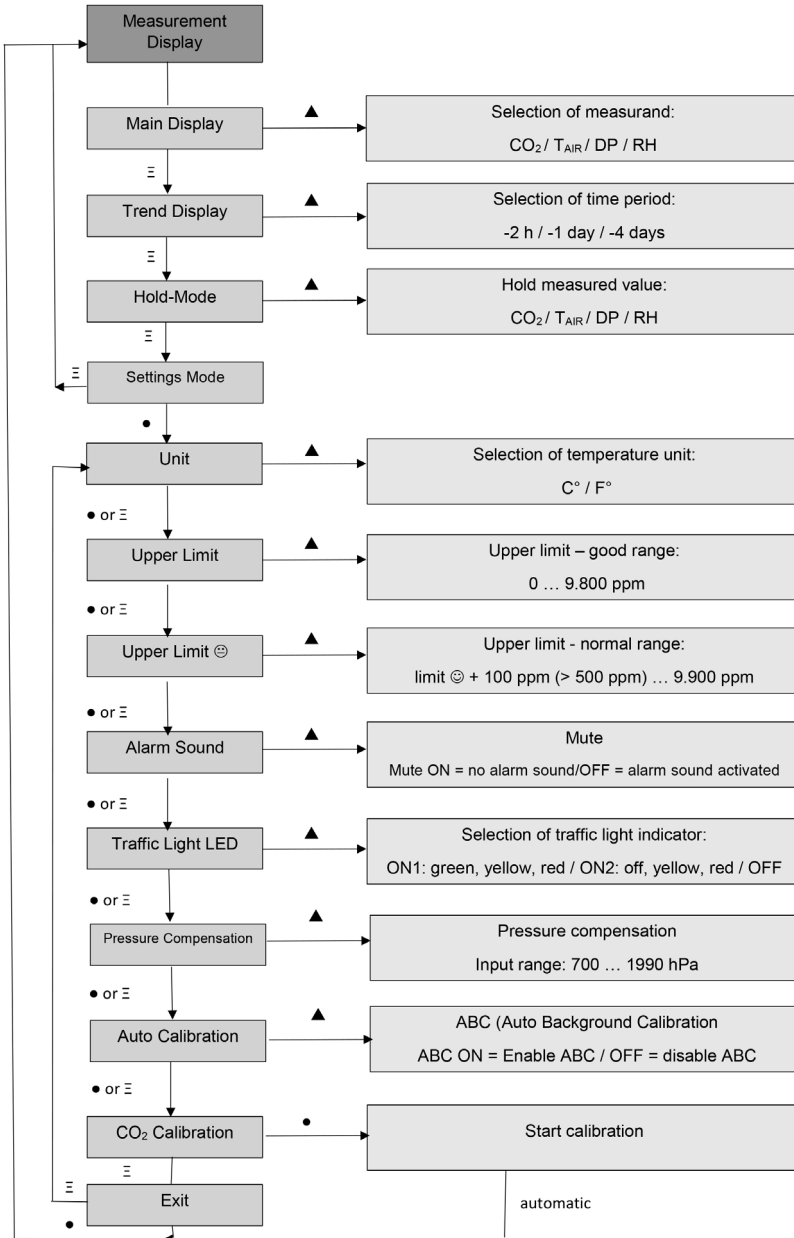 Measurement
Display
Main Display
▲
Selection of measurand:
CO₂ / T_AIR / DP / RH
Ξ
Trend Display
▲
Selection of time period:
-2 h / -1 day / -4 days
Ξ
Hold-Mode
▲
Hold measured value:
CO₂ / T_AIR / DP / RH
Ξ
Ξ
Settings Mode
●
Unit
▲
Selection of temperature unit:
C° / F°
● or Ξ
Upper Limit
▲
Upper limit – good range:
0 … 9.800 ppm
● or Ξ
Upper Limit 😐
▲
Upper limit - normal range:
limit ☺ + 100 ppm (> 500 ppm) … 9.900 ppm
● or Ξ
Alarm Sound
▲
Mute
Mute ON = no alarm sound/OFF = alarm sound activated
● or Ξ
Traffic Light LED
▲
Selection of traffic light indicator:
ON1: green, yellow, red / ON2: off, yellow, red / OFF
● or Ξ
Pressure Compensation
▲
Pressure compensation
Input range: 700 … 1990 hPa
● or Ξ
Auto Calibration
▲
ABC (Auto Background Calibration
ABC ON = Enable ABC / OFF = disable ABC
● or Ξ
CO₂ Calibration
●
Start calibration
Ξ
Ξ
Exit
automatic
●